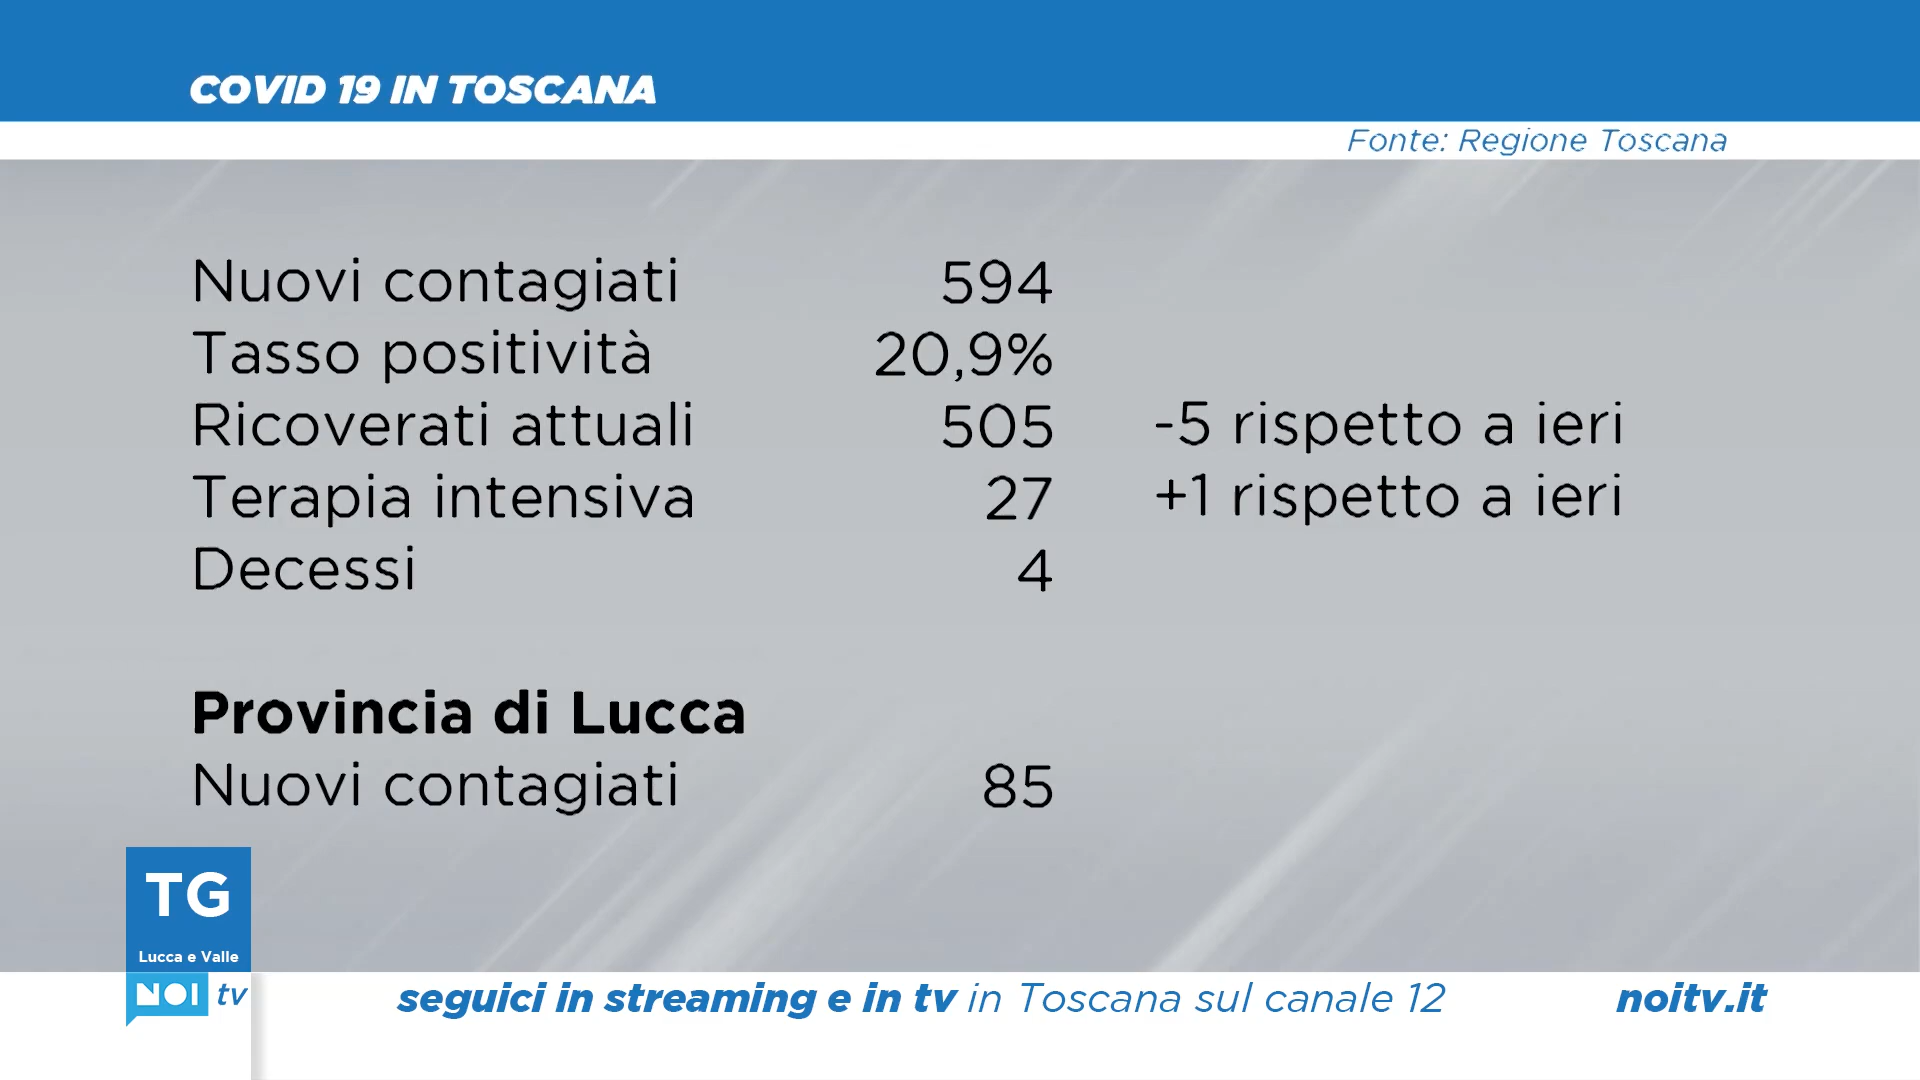 COVID 19 IN TOSCANA
Fonte: Regione Toscana
Nuovi contagiati 594
Tasso positività 20,9%
Ricoverati attuali 505 -5 rispetto a ieri
Terapia intensiva 27 +1 rispetto a ieri
Decessi 4
Provincia di Lucca
Nuovi contagiati 85
TG
Lucca e Valle
NOI tv
seguici in streaming e in tv in Toscana sul canale 12 noitv.it